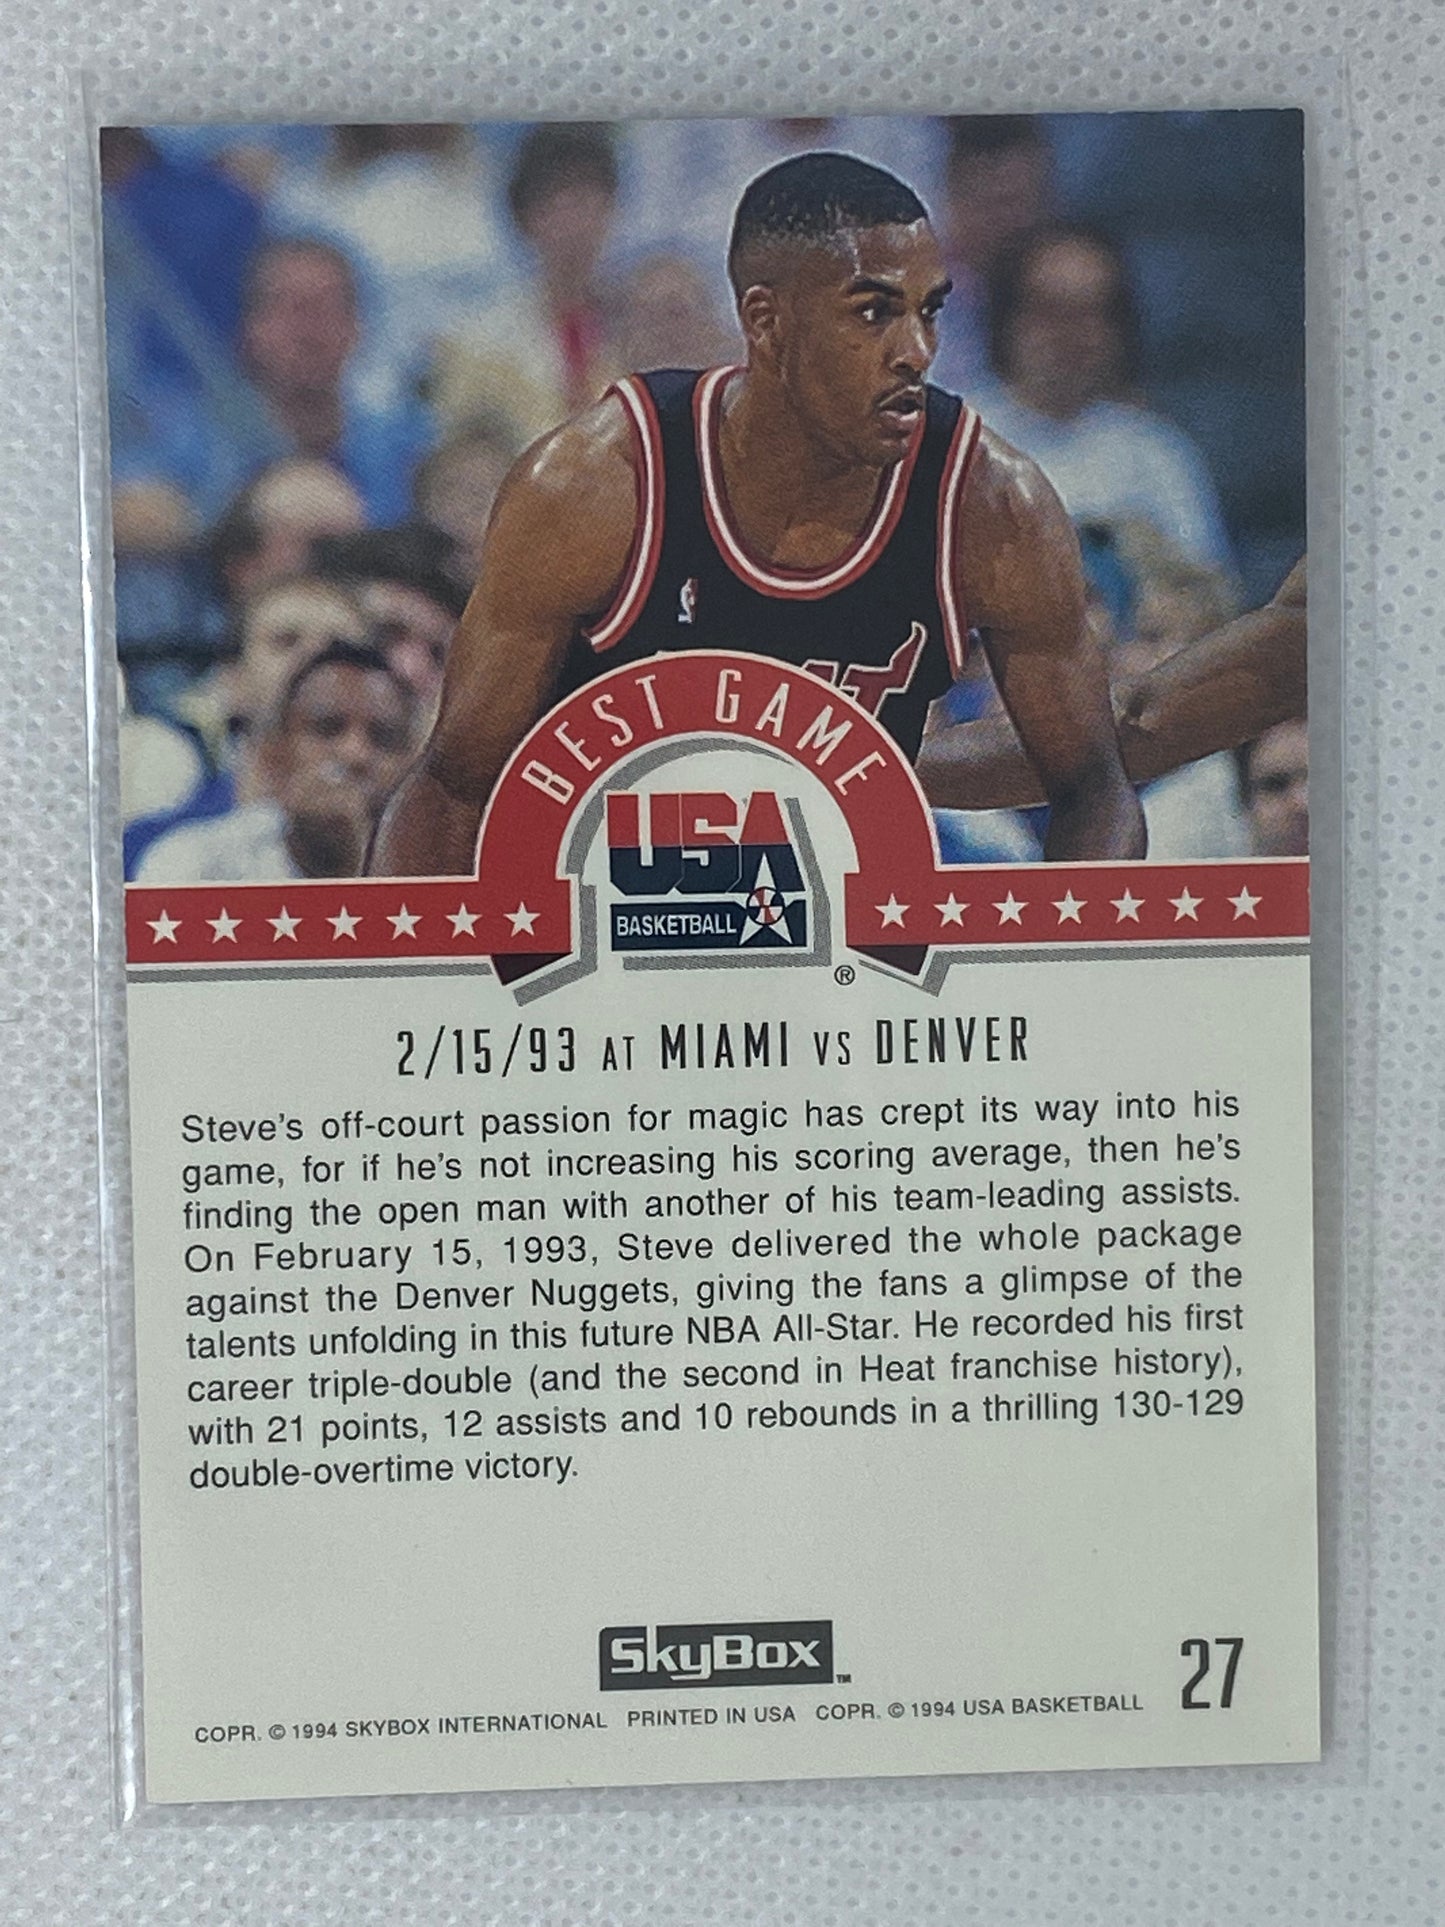 BEST GAME
USA
BASKETBALL
®
2/15/93 AT MIAMI VS DENVER
Steve's off-court passion for magic has crept its way into his
game, for if he's not increasing his scoring average, then he's
finding the open man with another of his team-leading assists.
On February 15, 1993, Steve delivered the whole package
against the Denver Nuggets, giving the fans a glimpse of the
talents unfolding in this future NBA All-Star. He recorded his first
career triple-double (and the second in Heat franchise history),
with 21 points, 12 assists and 10 rebounds in a thrilling 130-129
double-overtime victory.
SkyBox™
27
COPR. © 1994 SKYBOX INTERNATIONAL PRINTED IN USA COPR. © 1994 USA BASKETBALL